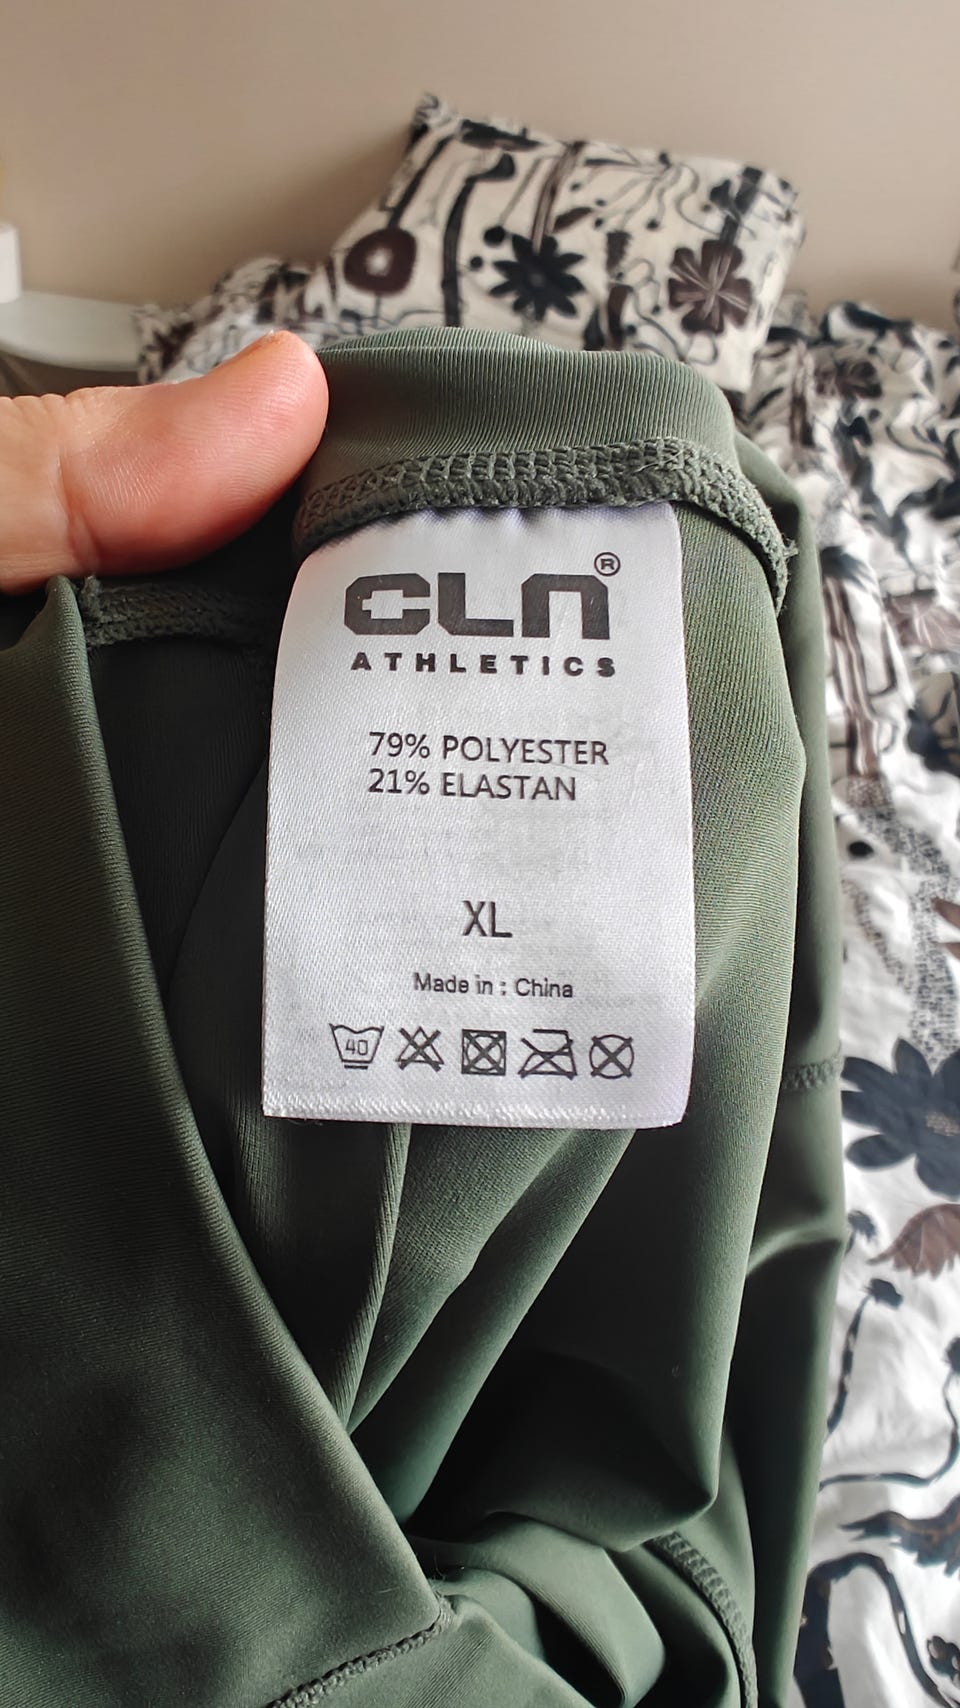 CLN®
ATHLETICS
79% POLYESTER
21% ELASTAN
XL
Made in : China
40